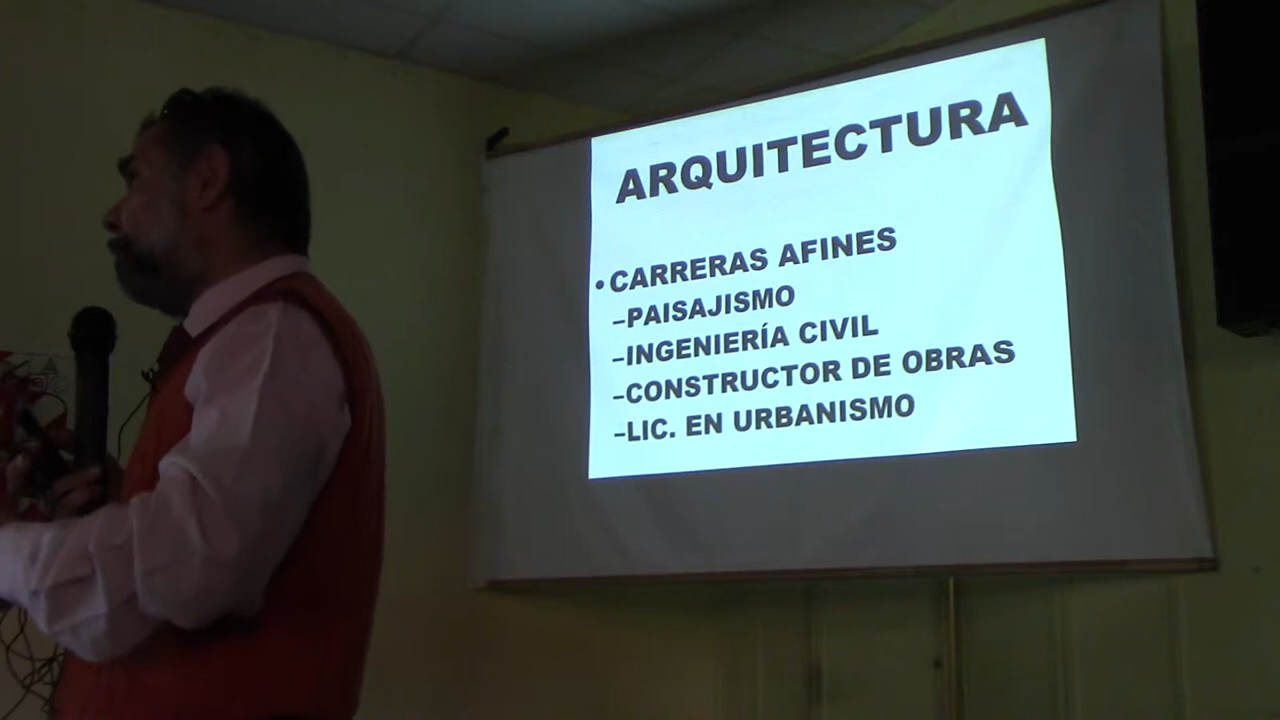 ARQUITECTURA
• CARRERAS AFINES
–PAISAJISMO
–INGENIERÍA CIVIL
–CONSTRUCTOR DE OBRAS
–LIC. EN URBANISMO